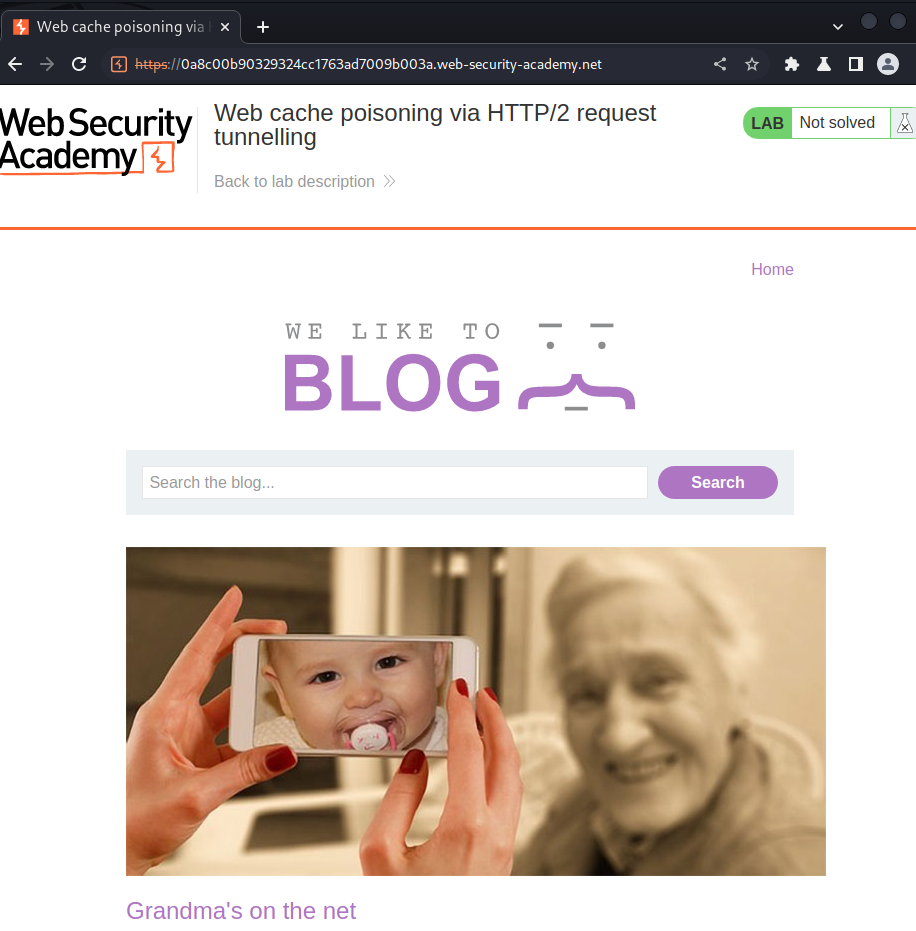 Web cache poisoning via
https://0a8c00b90329324cc1763ad7009b003a.web-security-academy.net
Web Security
Academy
Web cache poisoning via HTTP/2 request
tunnelling
LAB Not solved
Back to lab description
Home
WE LIKE TO
BLOG
Search the blog...
Search
Grandma's on the net